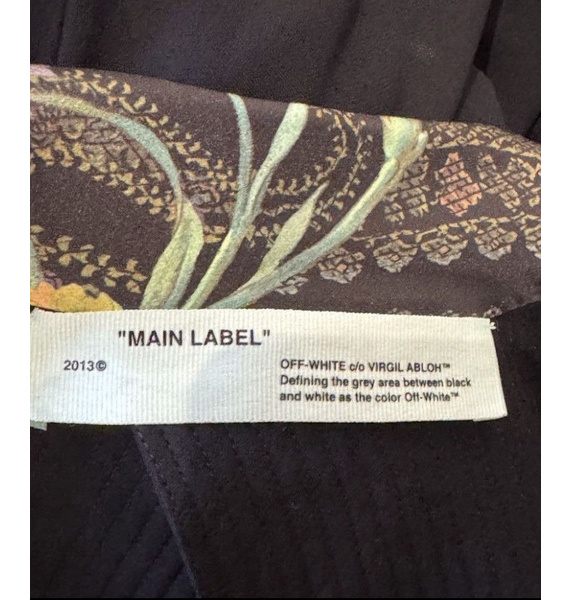 "MAIN LABEL"
2013©
OFF-WHITE c/o VIRGIL ABLOH™
Defining the grey area between black
and white as the color Off-White™